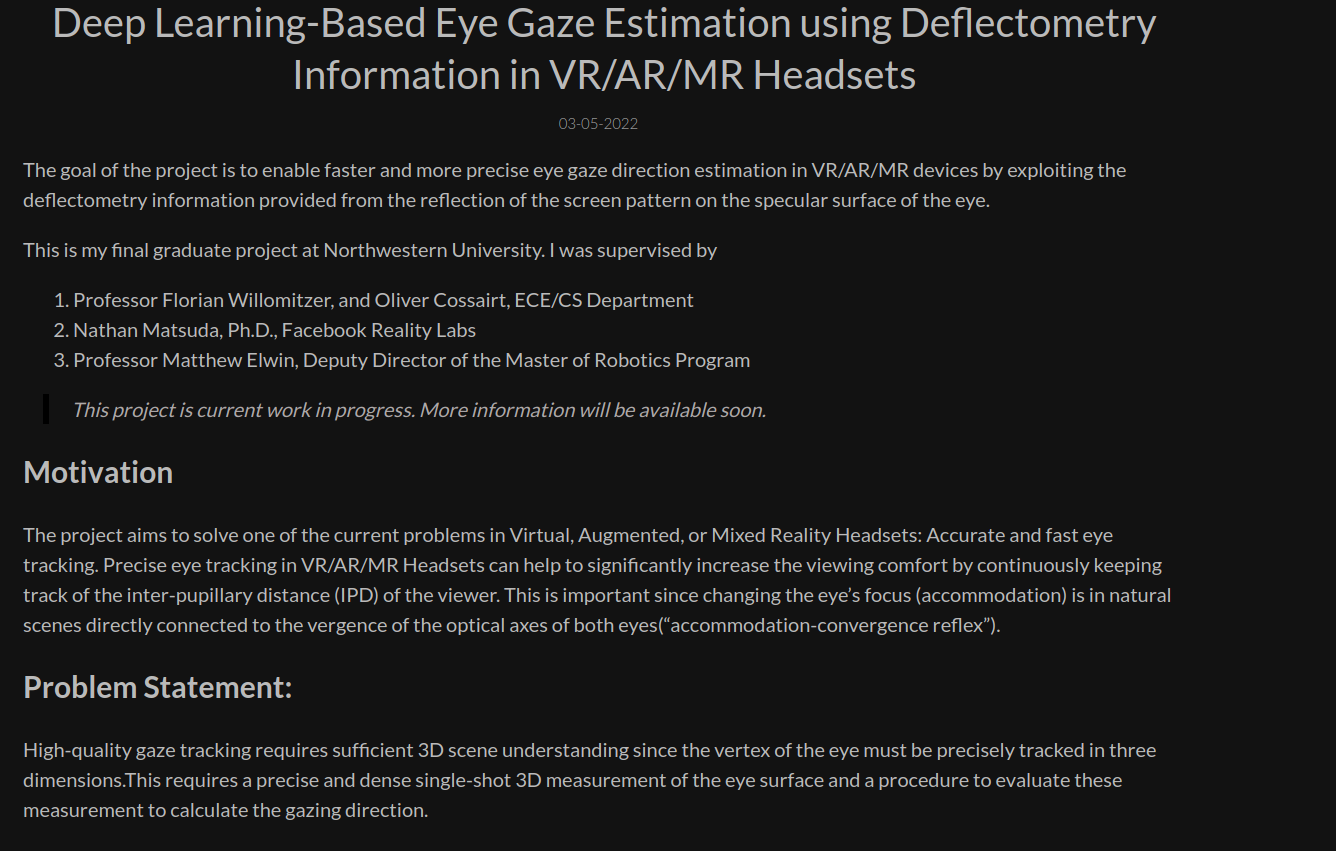 Deep Learning-Based Eye Gaze Estimation using Deflectometry
Information in VR/AR/MR Headsets
03-05-2022
The goal of the project is to enable faster and more precise eye gaze direction estimation in VR/AR/MR devices by exploiting the
deflectometry information provided from the reflection of the screen pattern on the specular surface of the eye.
This is my final graduate project at Northwestern University. I was supervised by
1. Professor Florian Willomitzer, and Oliver Cossairt, ECE/CS Department
2. Nathan Matsuda, Ph.D., Facebook Reality Labs
3. Professor Matthew Elwin, Deputy Director of the Master of Robotics Program
This project is current work in progress. More information will be available soon.
Motivation
The project aims to solve one of the current problems in Virtual, Augmented, or Mixed Reality Headsets: Accurate and fast eye
tracking. Precise eye tracking in VR/AR/MR Headsets can help to significantly increase the viewing comfort by continuously keeping
track of the inter-pupillary distance (IPD) of the viewer. This is important since changing the eye’s focus (accommodation) is in natural
scenes directly connected to the vergence of the optical axes of both eyes(“accommodation-convergence reflex”).
Problem Statement:
High-quality gaze tracking requires sufficient 3D scene understanding since the vertex of the eye must be precisely tracked in three
dimensions.This requires a precise and dense single-shot 3D measurement of the eye surface and a procedure to evaluate these
measurement to calculate the gazing direction.